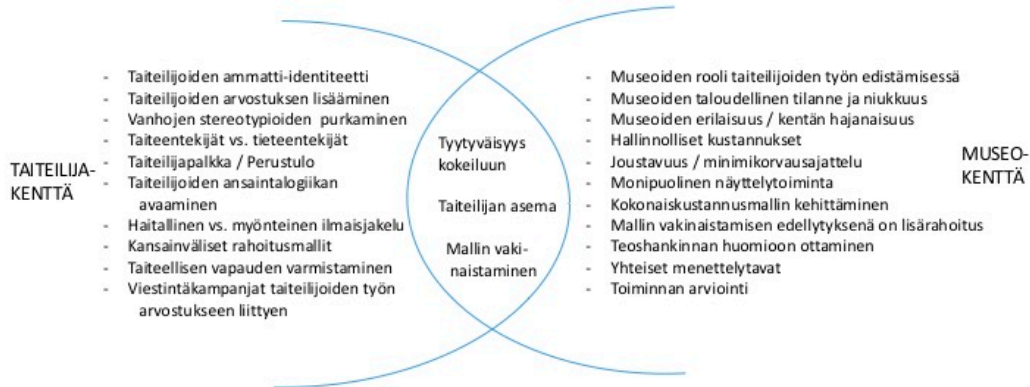 TAITEILIJA-
KENTTÄ
- Taiteilijoiden ammatti-identiteetti
- Taiteilijoiden arvostuksen lisääminen
- Vanhojen stereotypioiden purkaminen
- Taiteentekijät vs. tieteentekijät
- Taiteilijapalkka / Perustulo
- Taiteilijoiden ansaintalogiikan
avaaminen
- Haitallinen vs. myönteinen ilmaisjakelu
- Kansainväliset rahoitusmallit
- Taiteellisen vapauden varmistaminen
- Viestintäkampanjat taiteilijoiden työn
arvostukseen liittyen
Tyytyväisyys
kokeiluun
Taiteilijan asema
Mallin vaki-
naistaminen
- Museoiden rooli taiteilijoiden työn edistämisessä
- Museoiden taloudellinen tilanne ja niukkuus
- Museoiden erilaisuus / kentän hajanaisuus
- Hallinnolliset kustannukset
- Joustavuus / minimikorvausajattelu
- Monipuolinen näyttelytoiminta
- Kokonaiskustannusmallin kehittäminen
- Mallin vakinaistamisen edellytyksenä on lisärahoitus
- Teoshankinnan huomioon ottaminen
- Yhteiset menettelytavat
- Toiminnan arviointi
MUSEO-
KENTTÄ